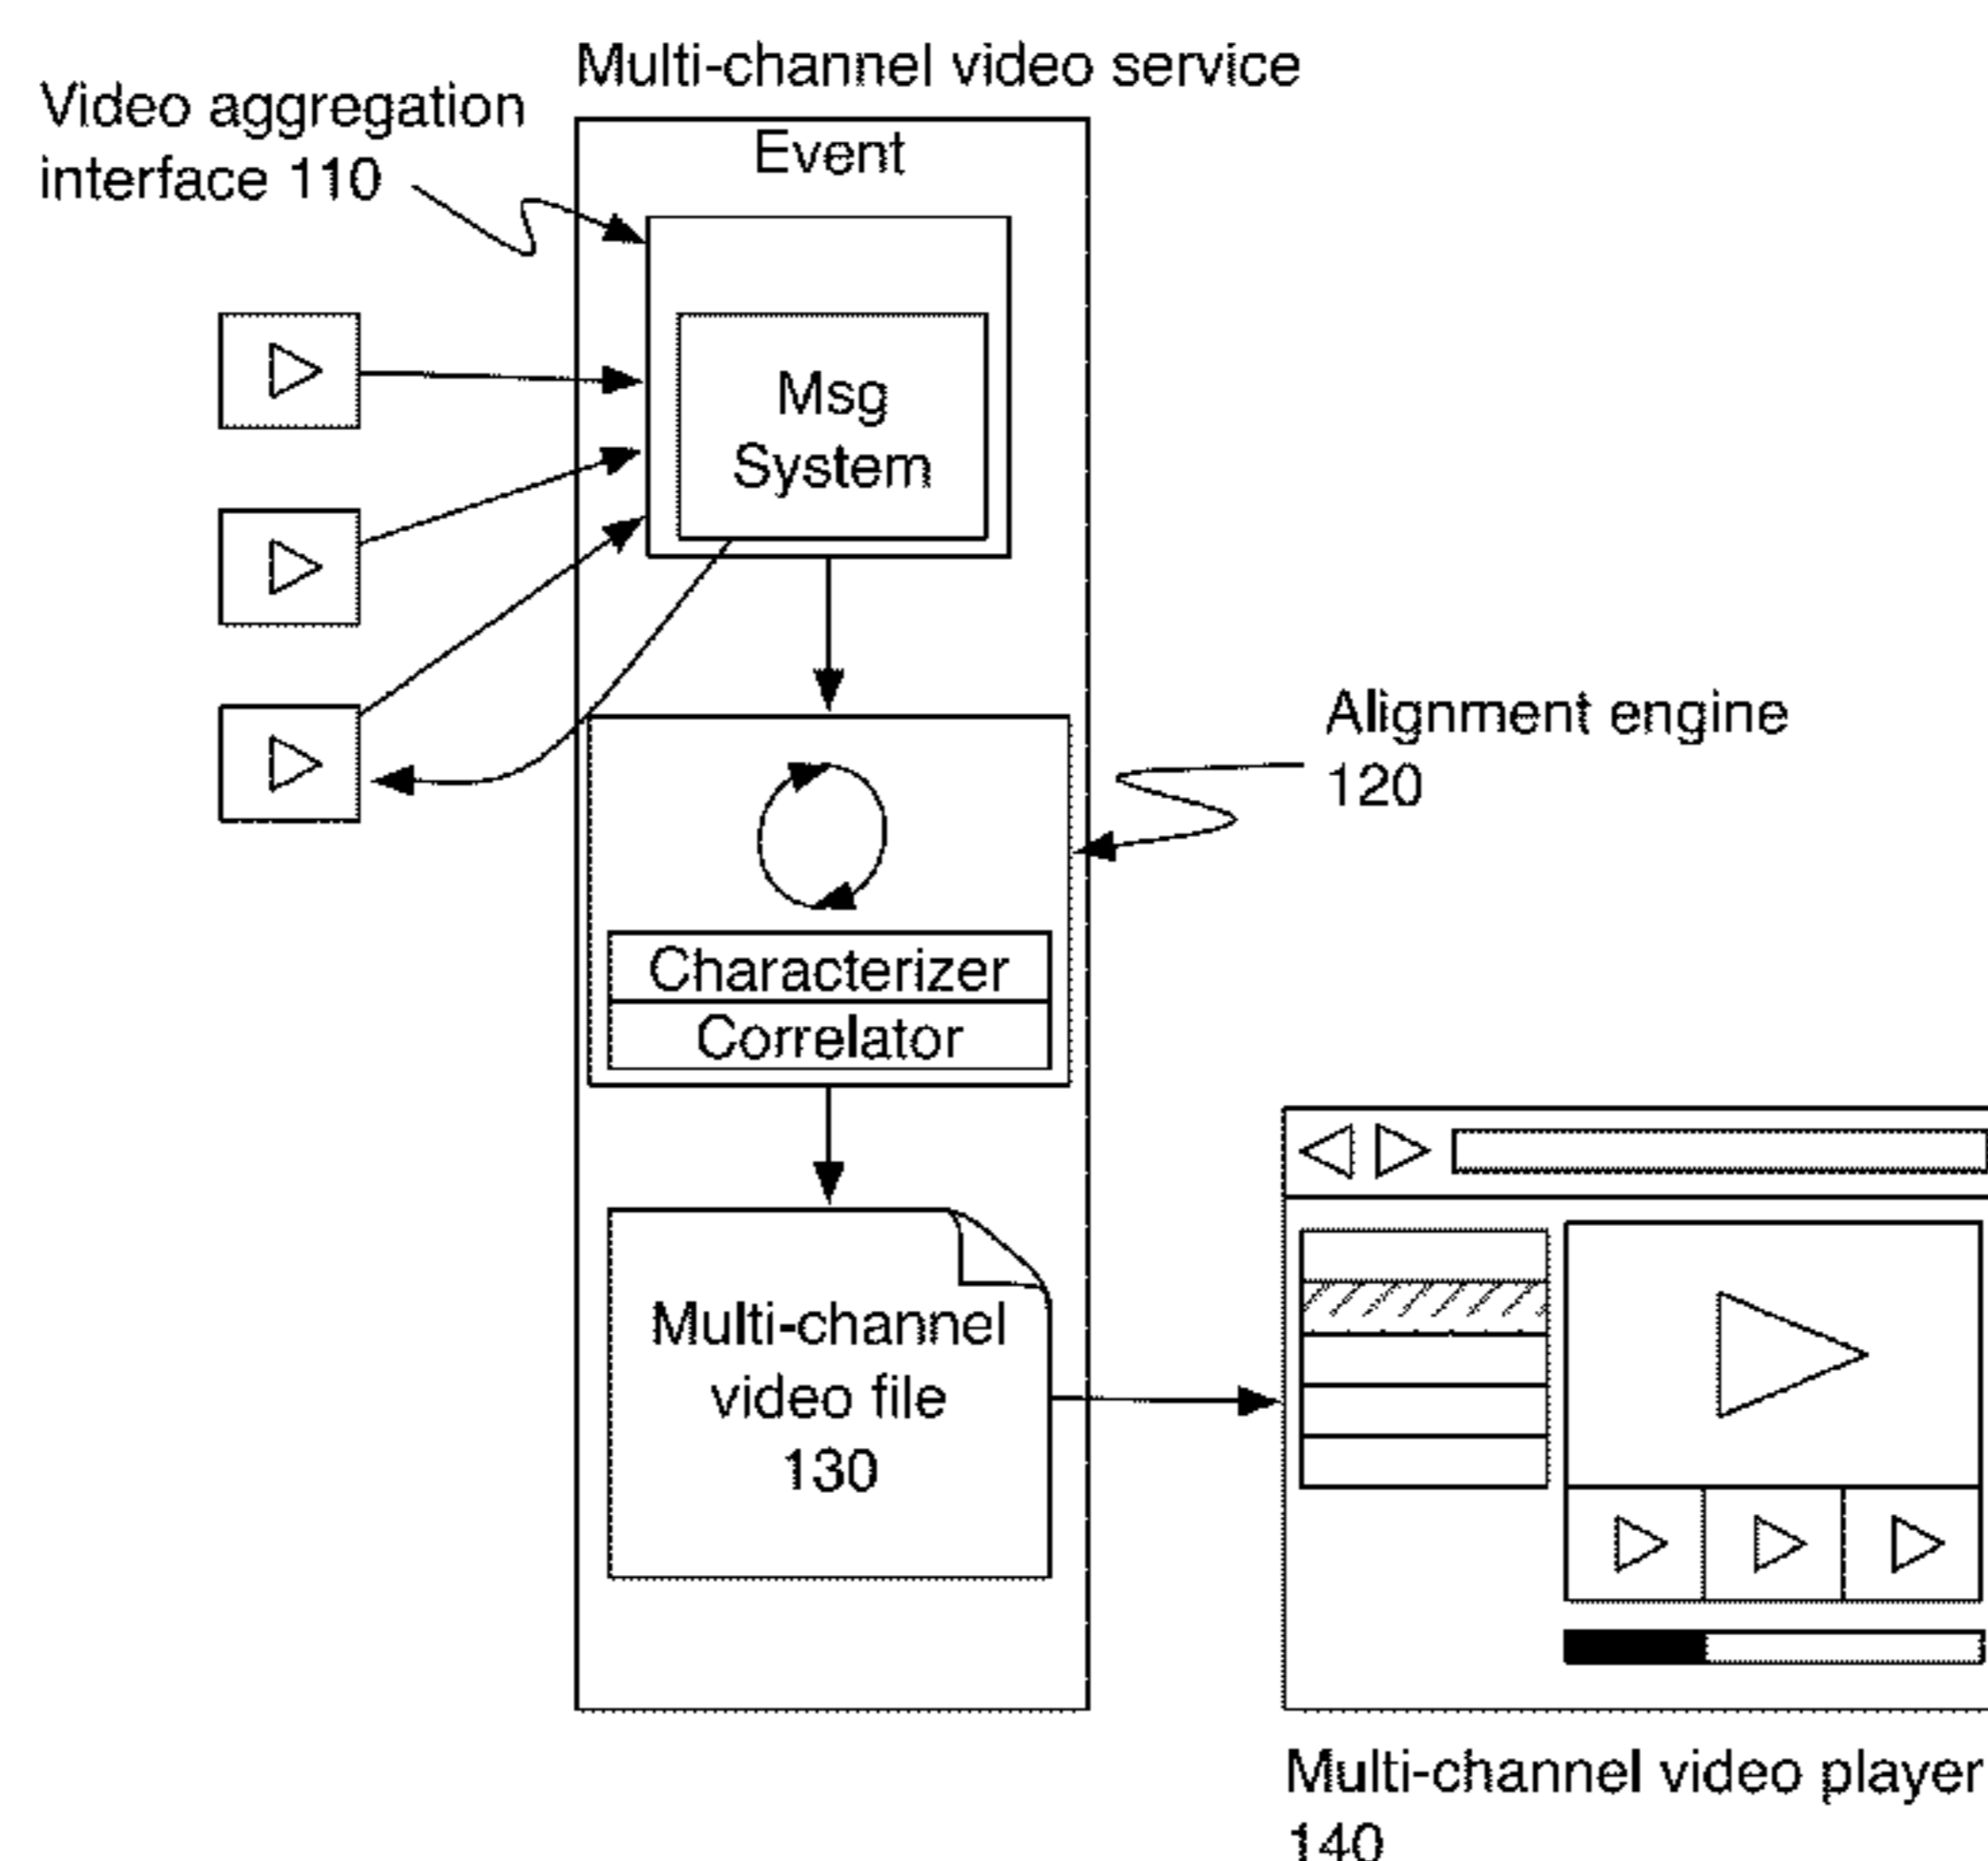 Multi-channel video service
Video aggregation
interface 110
Event
Msg
System
Alignment engine
120
Characterizer
Correlator
Multi-channel
video file
130
Multi-channel video player
140